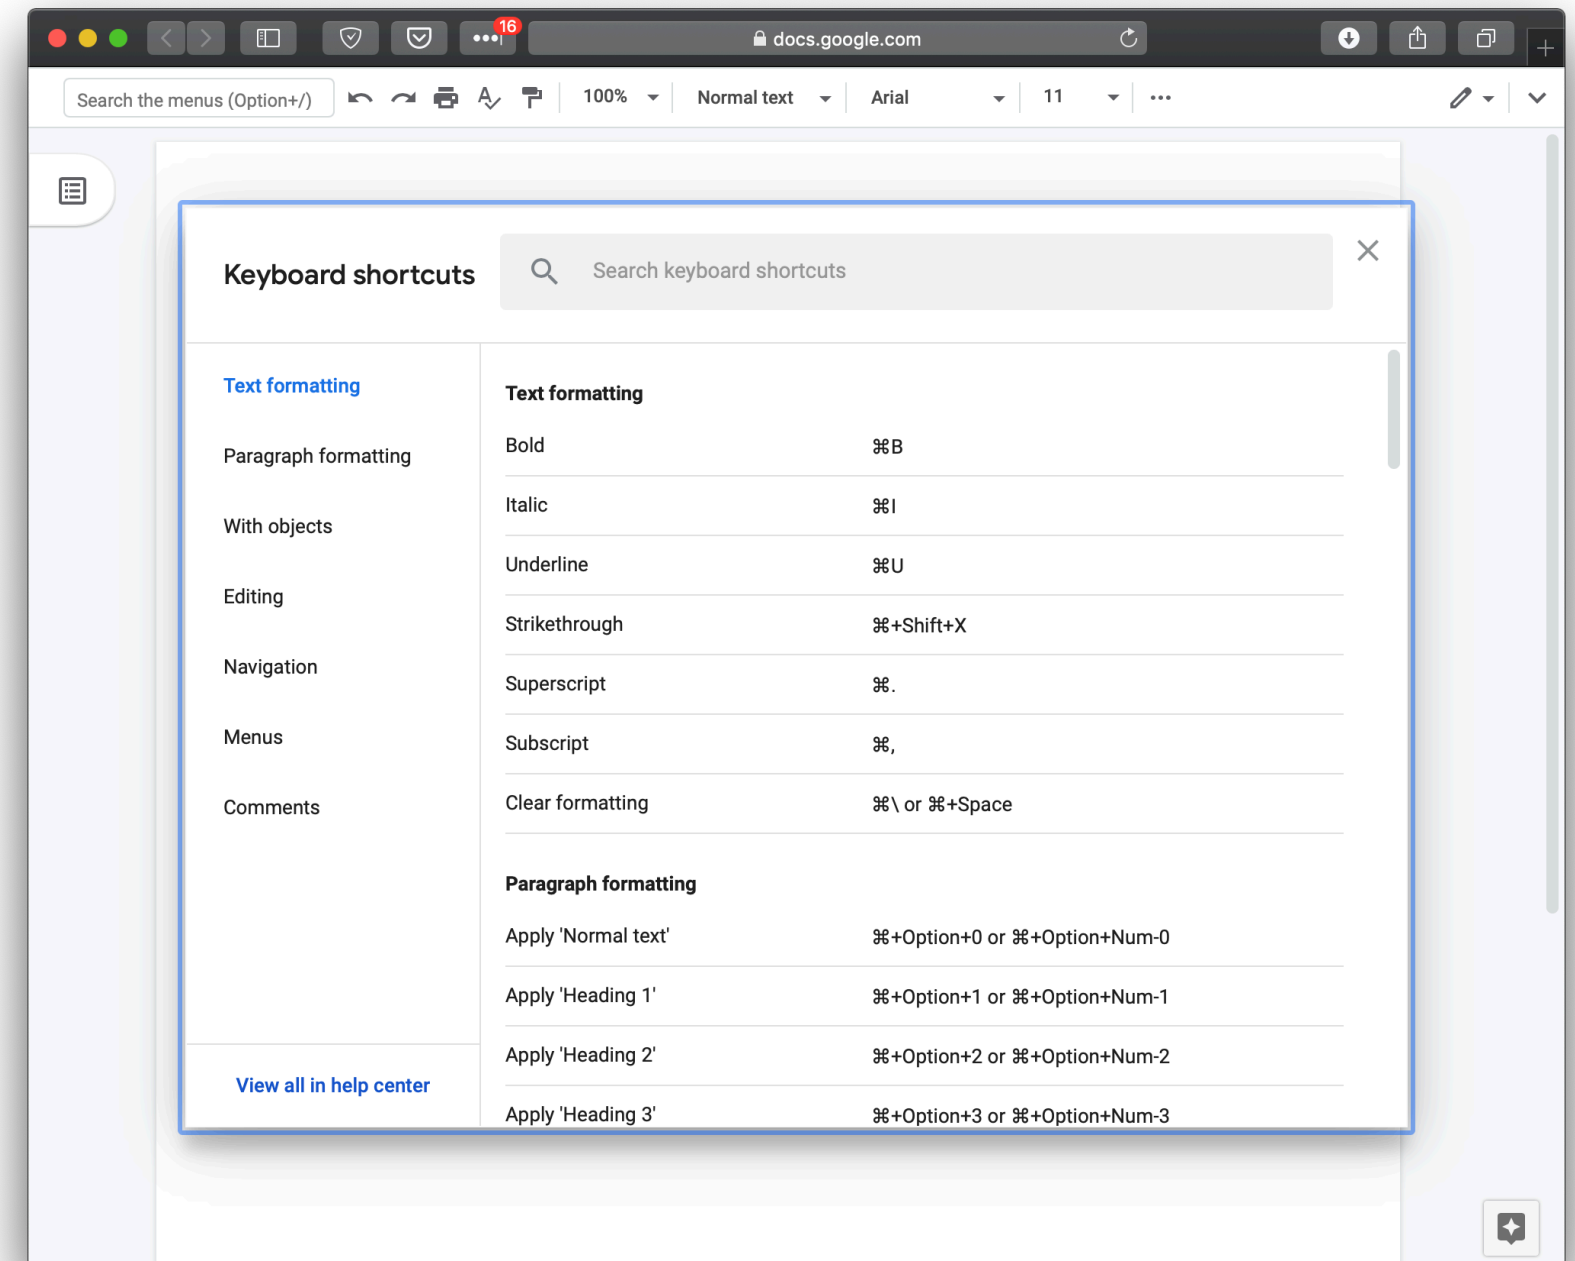 16
docs.google.com
Search the menus (Option+/) 100% Normal text Arial 11
Keyboard shortcuts
Search keyboard shortcuts
Text formatting
Paragraph formatting
With objects
Editing
Navigation
Menus
Comments
View all in help center
Text formatting
Bold ⌘B
Italic ⌘I
Underline ⌘U
Strikethrough ⌘+Shift+X
Superscript ⌘.
Subscript ⌘,
Clear formatting ⌘\ or ⌘+Space
Paragraph formatting
Apply 'Normal text' ⌘+Option+0 or ⌘+Option+Num-0
Apply 'Heading 1' ⌘+Option+1 or ⌘+Option+Num-1
Apply 'Heading 2' ⌘+Option+2 or ⌘+Option+Num-2
Apply 'Heading 3' ⌘+Option+3 or ⌘+Option+Num-3